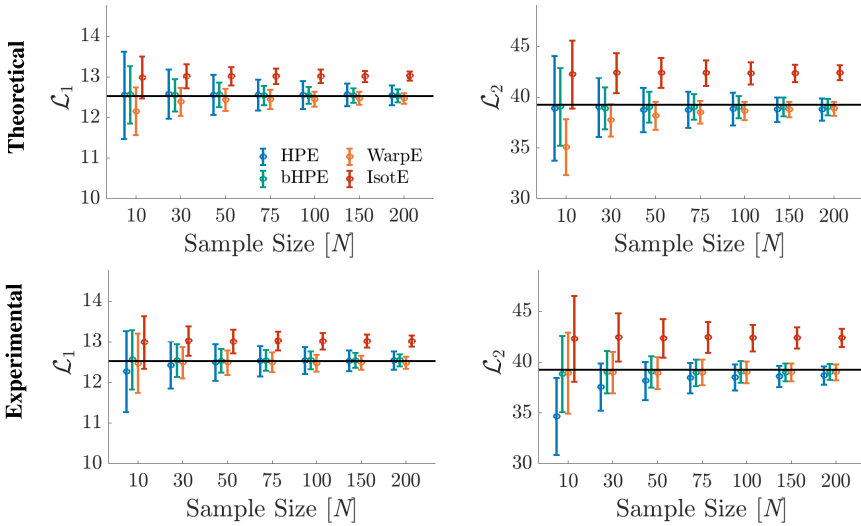 Theoretical
14
13
12
11
10
ℒ₁
HPE
WarpE
bHPE
IsotE
10 30 50 75 100 150 200
Sample Size [N]
45
40
35
30
ℒ₂
10 30 50 75 100 150 200
Sample Size [N]
Experimental
14
13
12
11
10
ℒ₁
10 30 50 75 100 150 200
Sample Size [N]
45
40
35
30
ℒ₂
10 30 50 75 100 150 200
Sample Size [N]